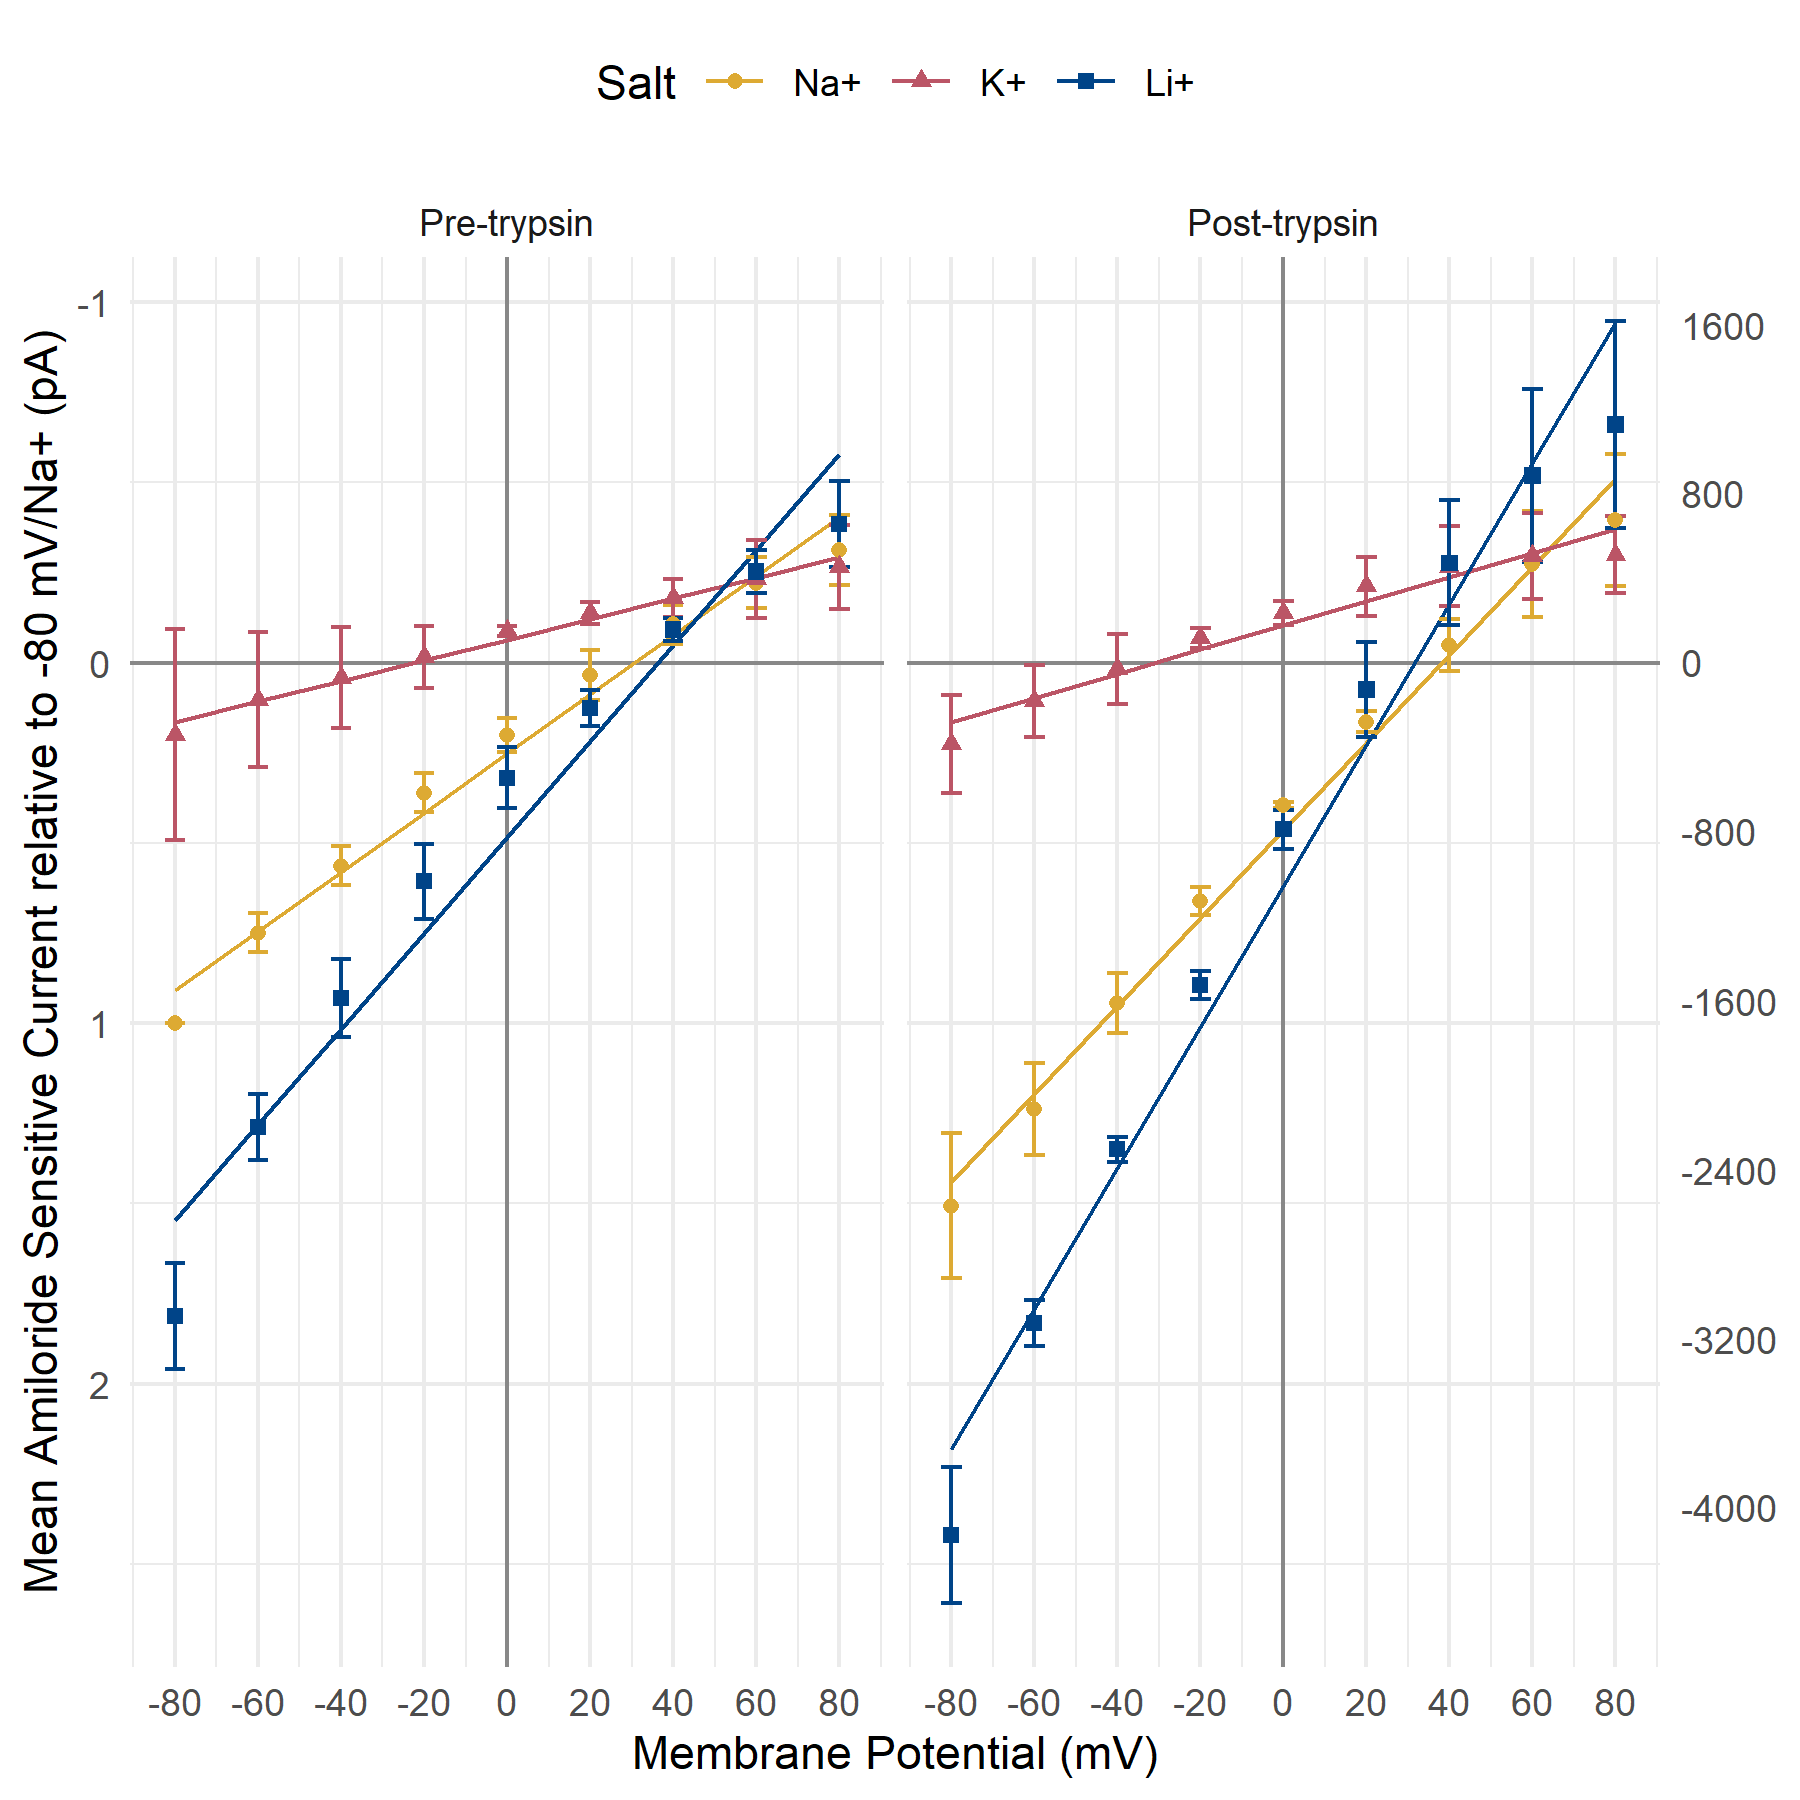 Salt Na+ K+ Li+
Pre-trypsin Post-trypsin
Mean Amiloride Sensitive Current relative to -80 mV/Na+ (pA)
-1
0
1
2
1600
800
0
-800
-1600
-2400
-3200
-4000
-80 -60 -40 -20 0 20 40 60 80 -80 -60 -40 -20 0 20 40 60 80
Membrane Potential (mV)